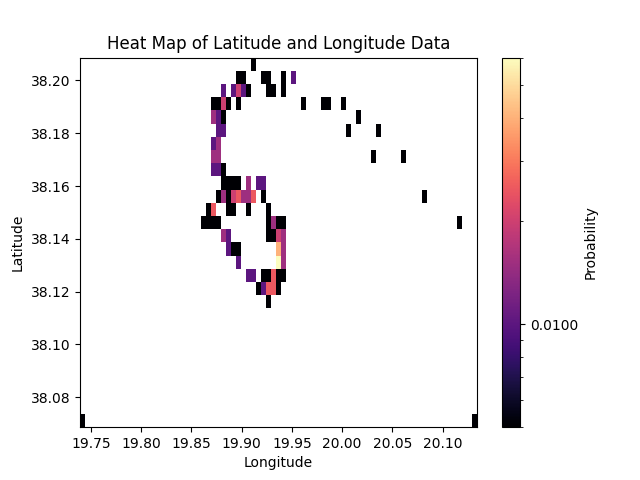 Heat Map of Latitude and Longitude Data
38.20
38.18
38.16
38.14
38.12
38.10
38.08
Latitude
19.75 19.80 19.85 19.90 19.95 20.00 20.05 20.10
Longitude
0.0100
Probability